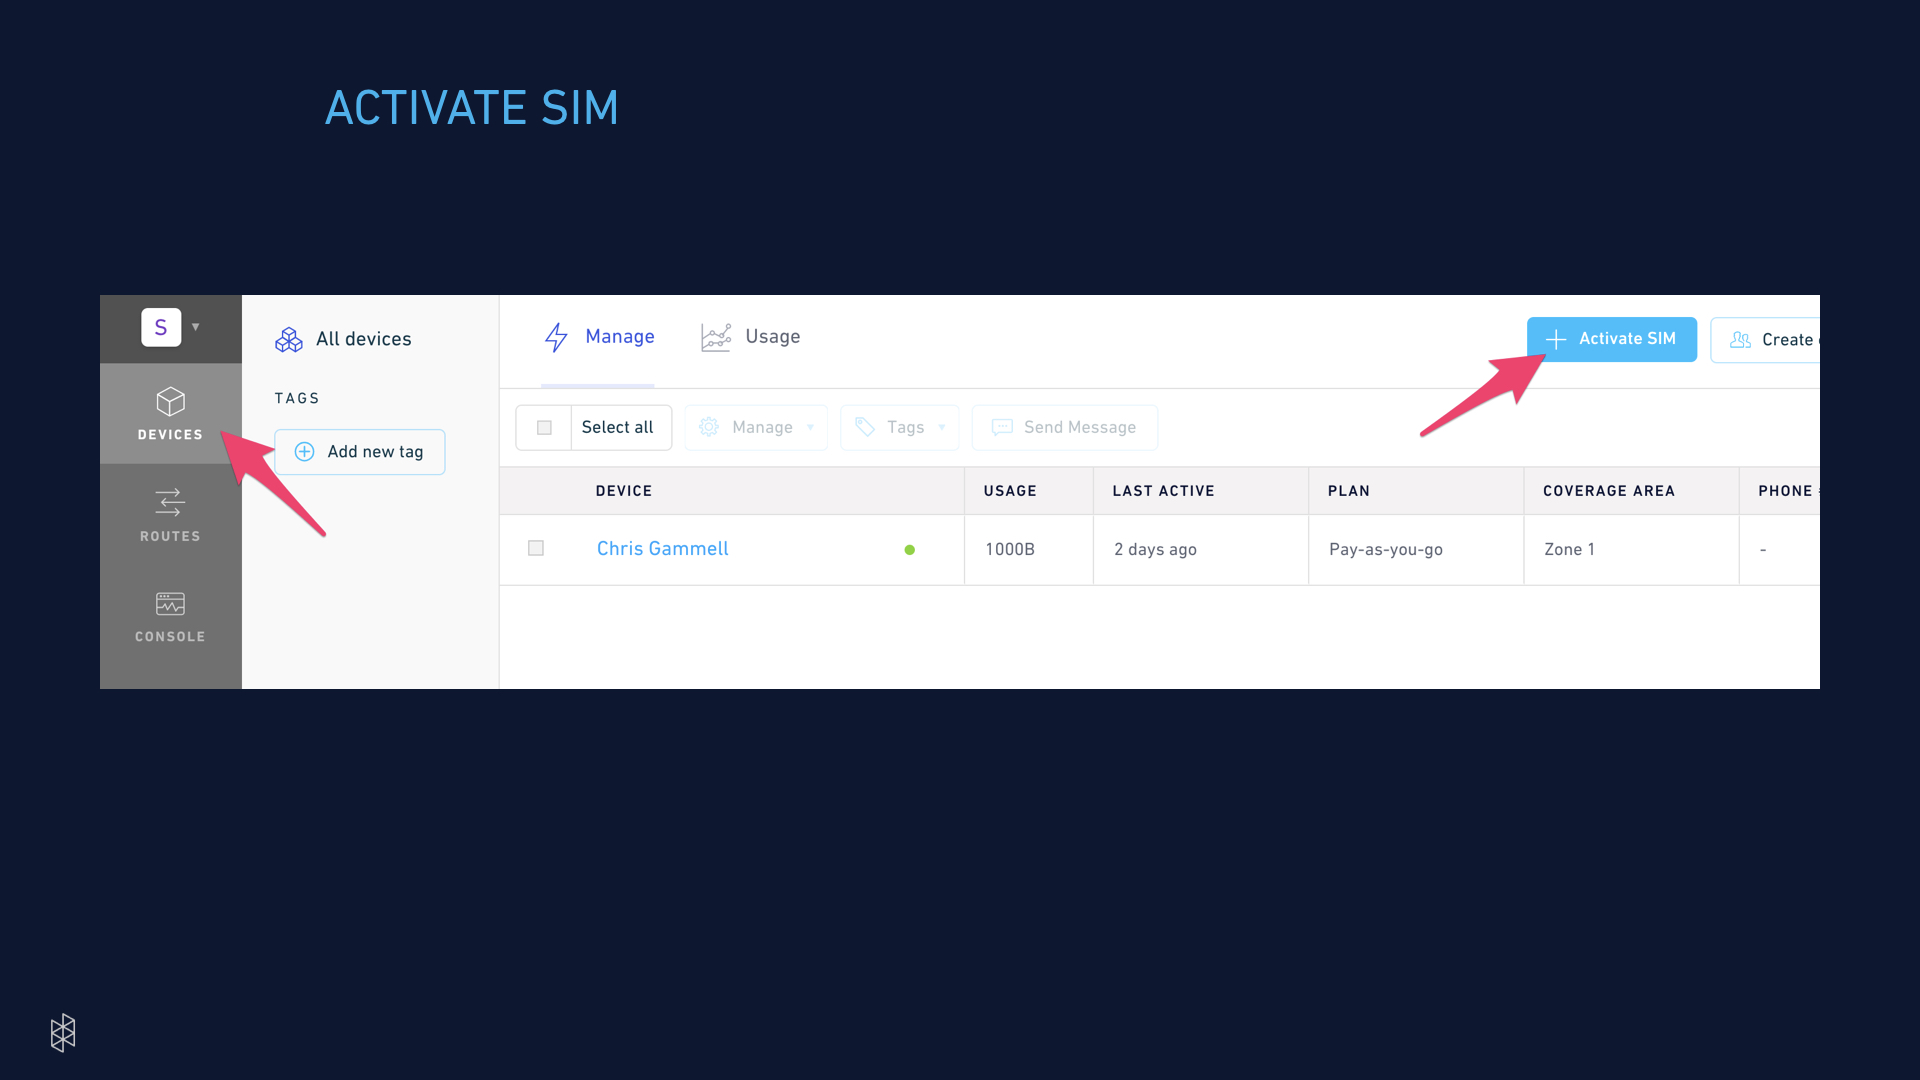 ACTIVATE SIM
S
DEVICES
ROUTES
CONSOLE
All devices
TAGS
Add new tag
Manage Usage Activate SIM Create
Select all Manage Tags Send Message
DEVICE USAGE LAST ACTIVE PLAN COVERAGE AREA PHONE
Chris Gammell 1000B 2 days ago Pay-as-you-go Zone 1 -